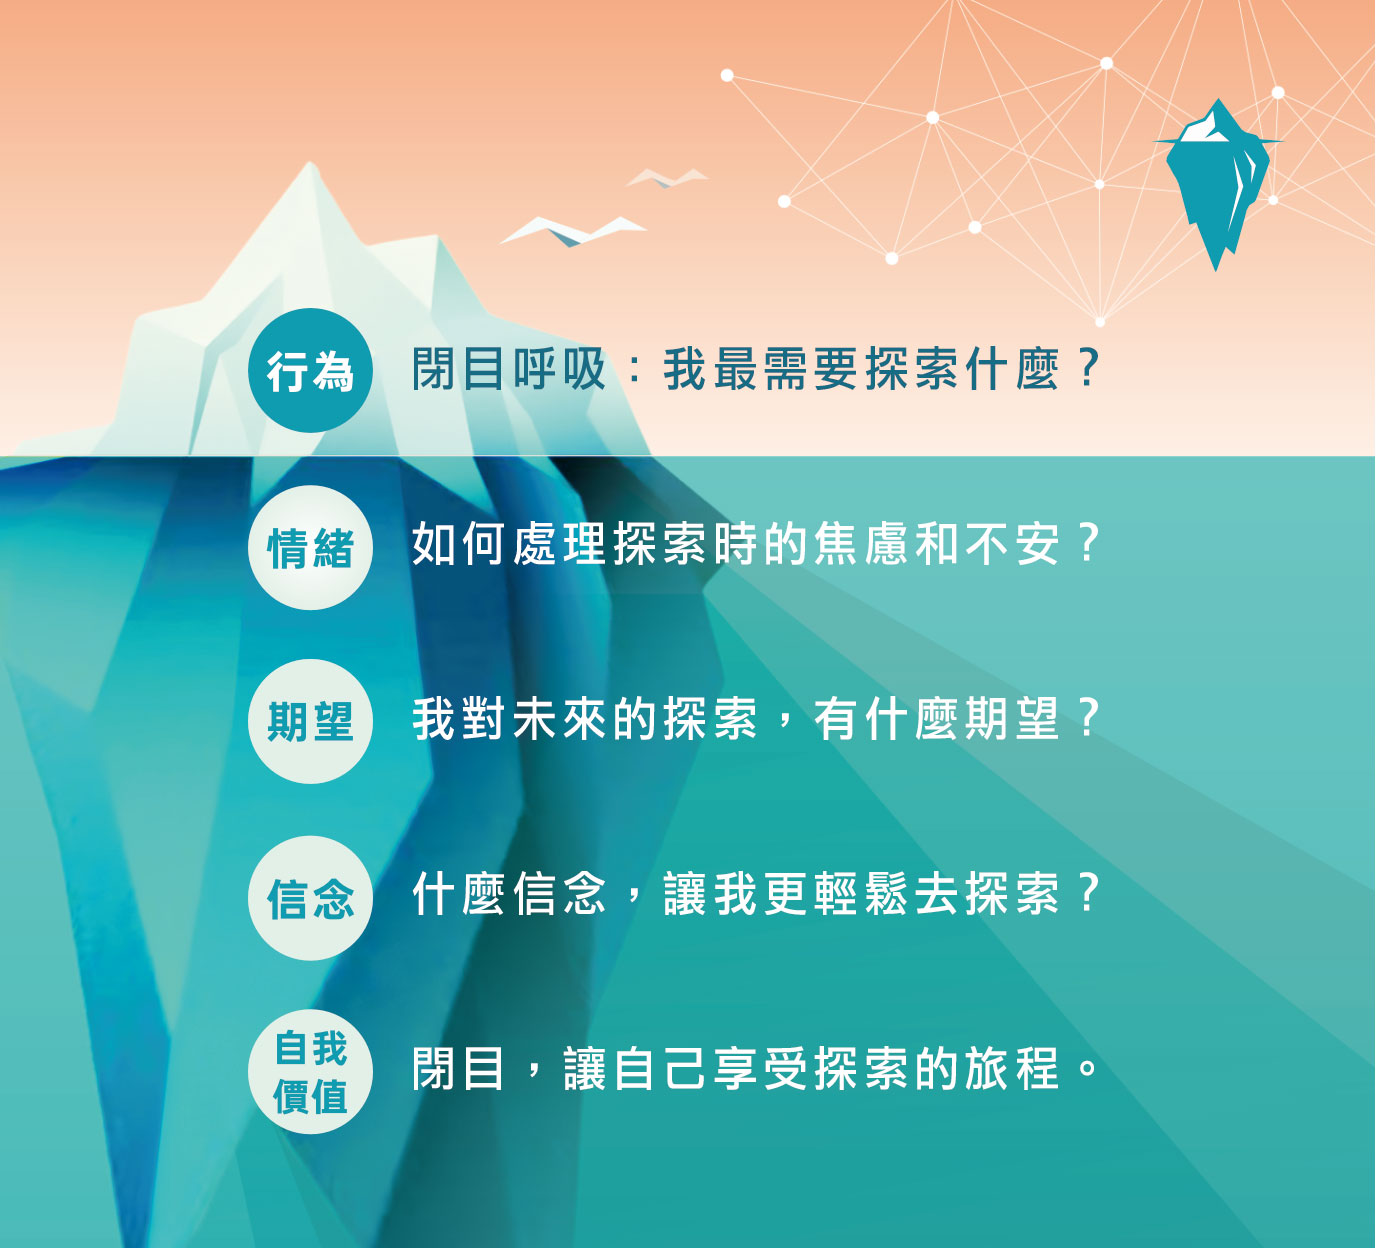 行為
閉目呼吸：我最需要探索什麼？
情緒
如何處理探索時的焦慮和不安？
期望
我對未來的探索，有什麼期望？
信念
什麼信念，讓我更輕鬆去探索？
自我
價值
閉目，讓自己享受探索的旅程。